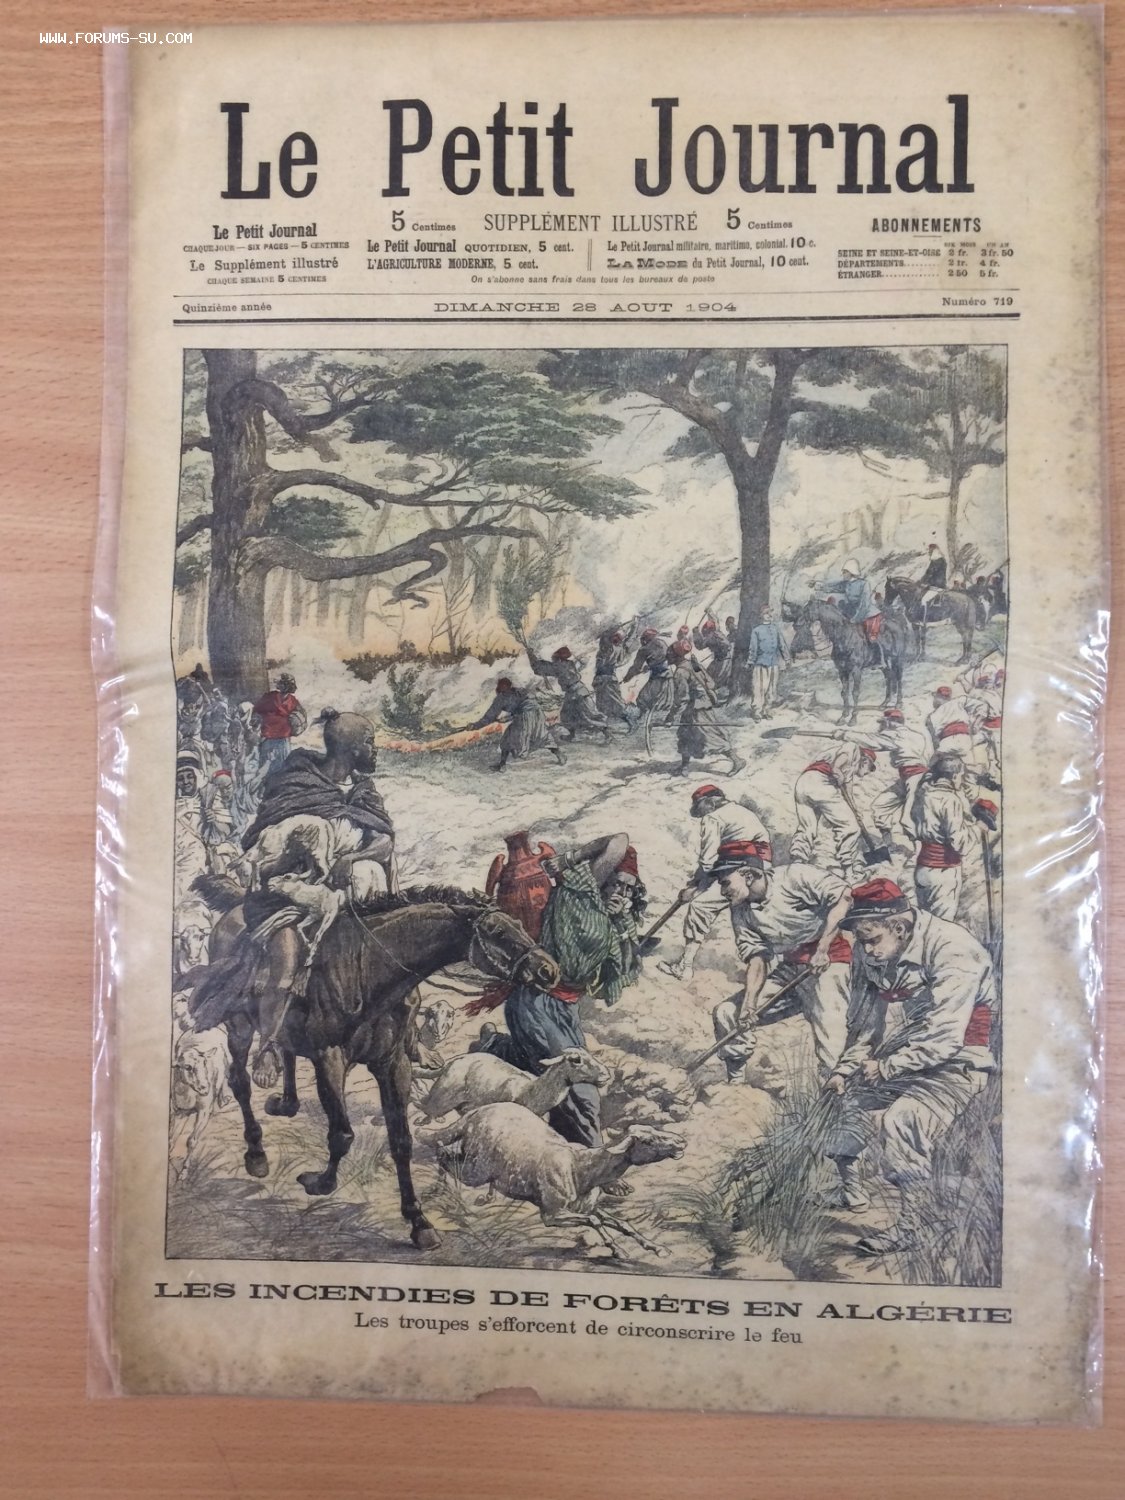 WWW.FORUMS-SU.COM
Le Petit Journal
Le Petit Journal
CHAQUE JOUR — SIX PAGES — 5 CENTIMES
Le Supplément illustré
CHAQUE SEMAINE 5 CENTIMES
5 Centimes SUPPLÉMENT ILLUSTRÉ 5 Centimes
Le Petit Journal QUOTIDIEN, 5 cent.
L'AGRICULTURE MODERNE, 5 cent.
Le Petit Journal militaire, maritime, colonial. 10 c.
LA MODE du Petit Journal, 10 cent.
On s'abonne sans frais dans tous les bureaux de poste
ABONNEMENTS
SIX MOIS UN AN
SEINE ET SEINE-ET-OISE 2 fr. 3 fr. 50
DÉPARTEMENTS........ 2 fr. 4 fr.
ÉTRANGER............ 2 50 5 fr.
Quinzième année
DIMANCHE 28 AOUT 1904
Numéro 719
LES INCENDIES DE FORÊTS EN ALGÉRIE
Les troupes s'efforcent de circonscrire le feu